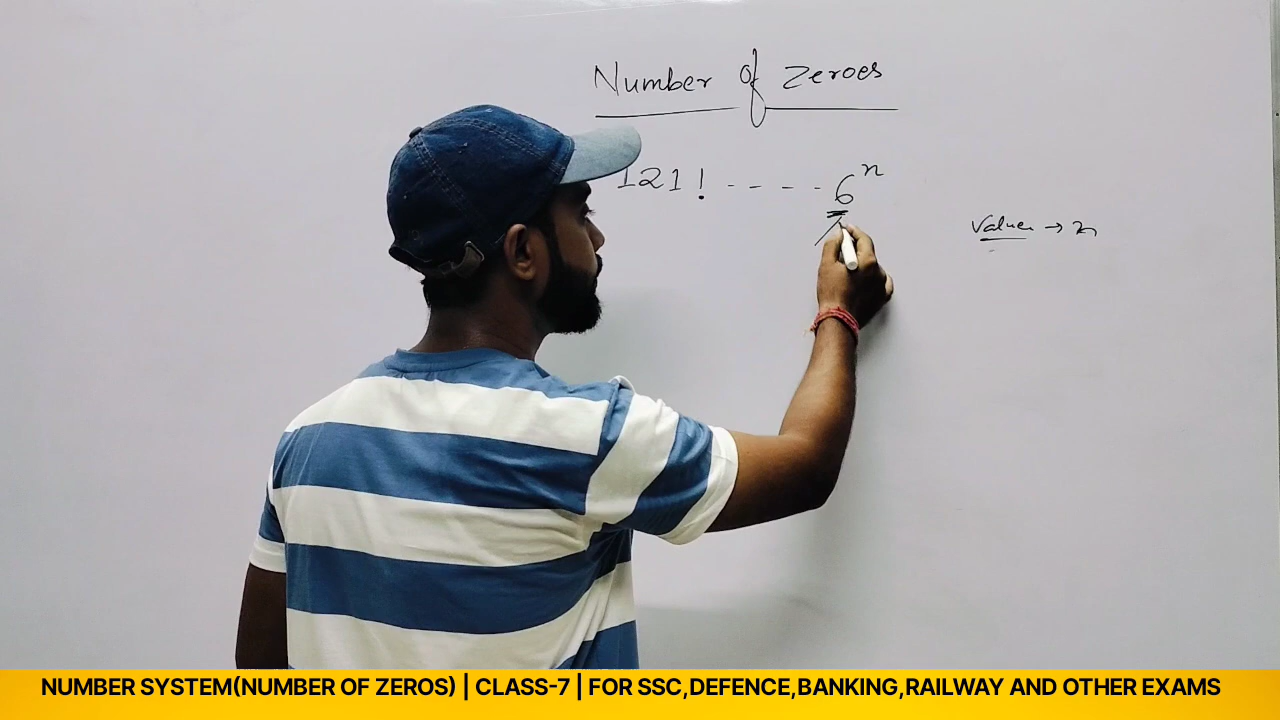 Number of Zeroes
121! - - - - - 6ⁿ
Value → n
NUMBER SYSTEM(NUMBER OF ZEROS) | CLASS-7 | FOR SSC,DEFENCE,BANKING,RAILWAY AND OTHER EXAMS